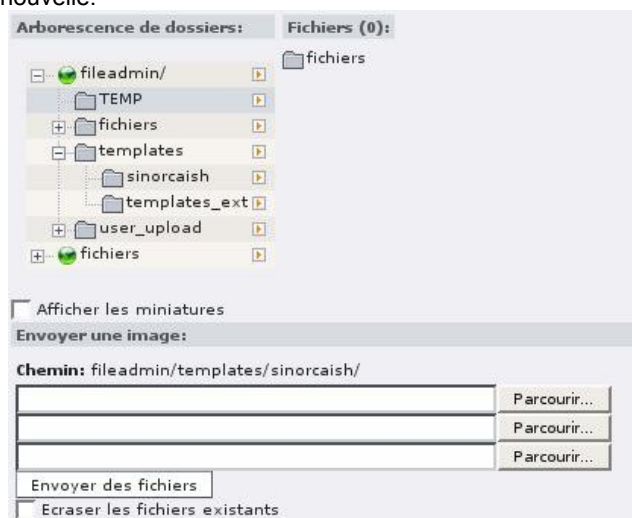 nouvelle.
Arborescence de dossiers:
Fichiers (0):
fileadmin/
TEMP
fichiers
templates
sinorcaish
templates_ext
user_upload
fichiers
fichiers
Afficher les miniatures
Envoyer une image:
Chemin: fileadmin/templates/sinorcaish/
Parcourir...
Parcourir...
Parcourir...
Envoyer des fichiers
Ecraser les fichiers existants